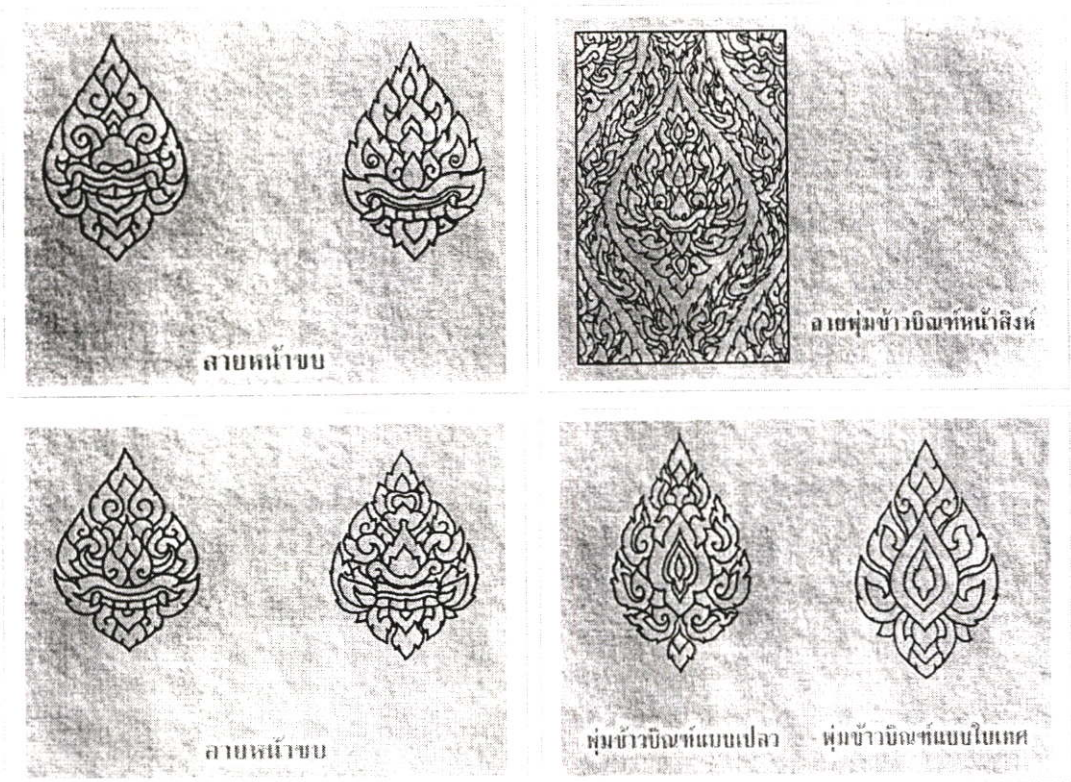 ลายหน้าขบ
ลายพุ่มข้าวบิณฑ์หน้าสิงห์
ลายหน้าขบ
พุ่มข้าวบิณฑ์แบบเปลว
พุ่มข้าวบิณฑ์แบบใบเทศ